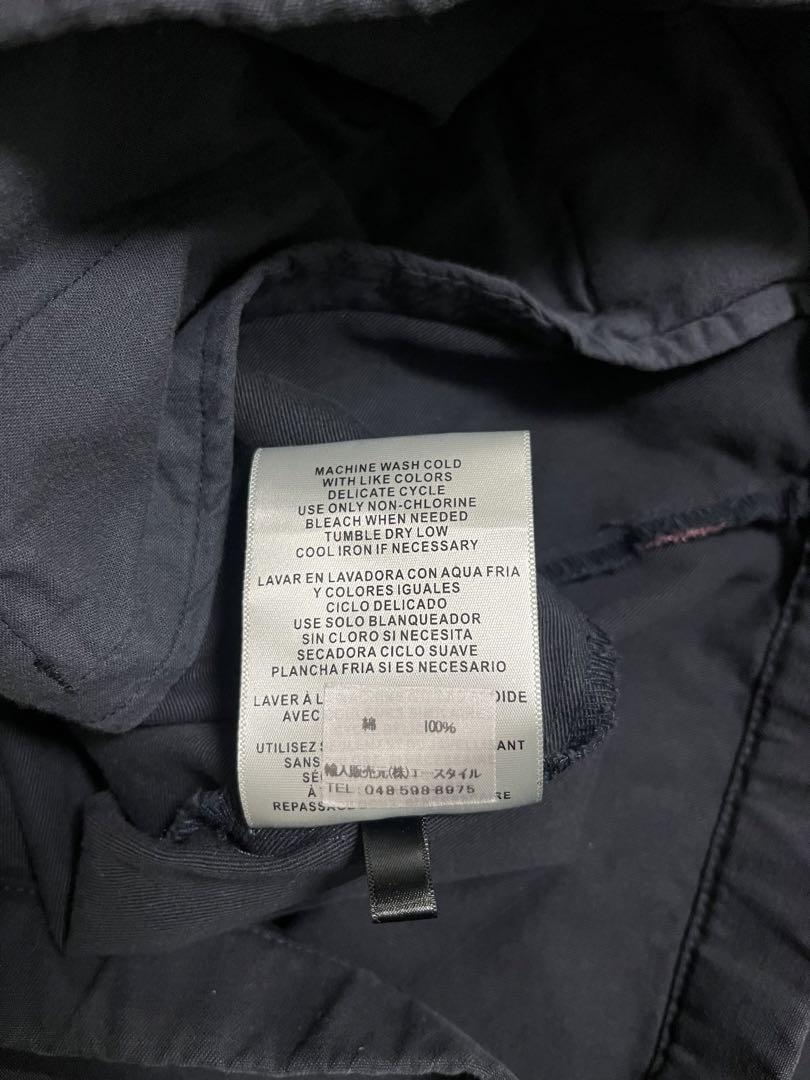 MACHINE WASH COLD
WITH LIKE COLORS
DELICATE CYCLE
USE ONLY NON-CHLORINE
BLEACH WHEN NEEDED
TUMBLE DRY LOW
COOL IRON IF NECESSARY
LAVAR EN LAVADORA CON AQUA FRIA
Y COLORES IGUALES
CICLO DELICADO
USE SOLO BLANQUEADOR
SIN CLORO SI NECESITA
SECADORA CICLO SUAVE
PLANCHA FRIA SI ES NECESARIO
LAVER À
AVEC
綿 100%
UTILISEZ
SANS
輸入販売元(株)エースタイル
À
TEL: 048 598 8975